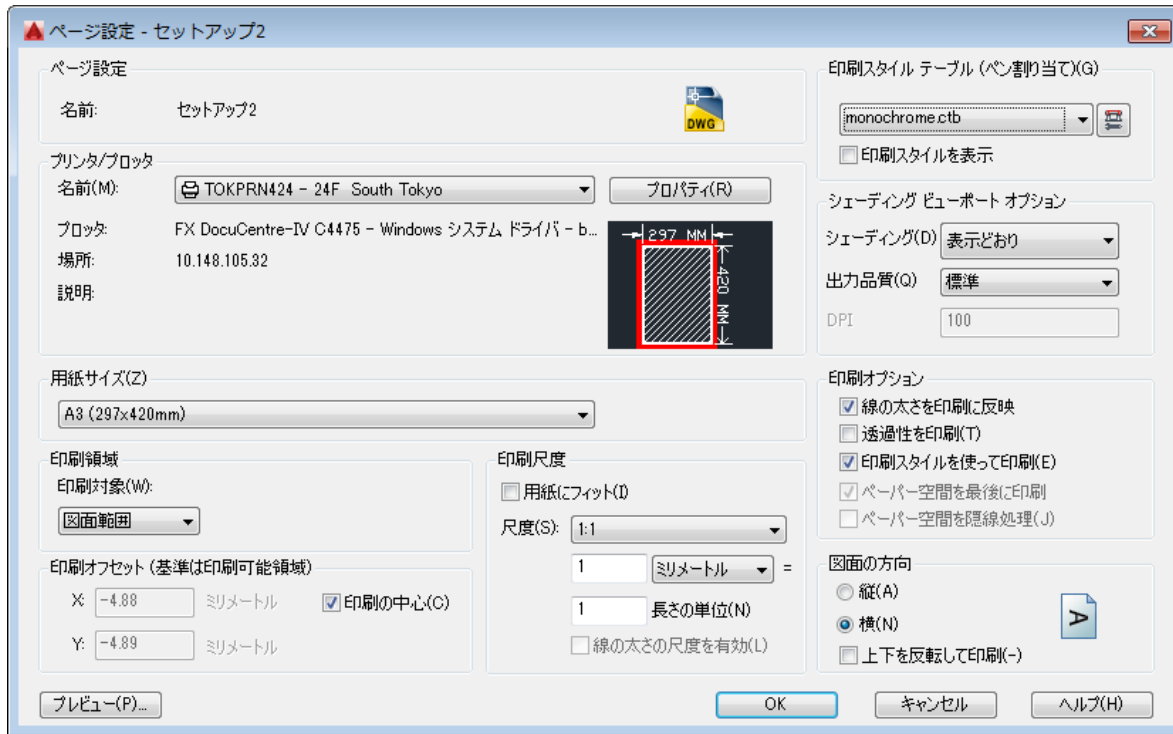 ページ設定 - セットアップ2
ページ設定
名前:
セットアップ2
DWG
プリンタ/プロッタ
名前(M):
TOKPRN424 - 24F South Tokyo
プロパティ(R)
プロッタ:
FX DocuCentre-IV C4475 - Windows システム ドライバ - b...
場所:
10.148.105.32
説明:
297 MM
420 MM
用紙サイズ(Z)
A3 (297x420mm)
印刷領域
印刷対象(W):
図面範囲
印刷オフセット (基準は印刷可能領域)
X:
-4.88
ミリメートル
印刷の中心(C)
Y:
-4.89
ミリメートル
印刷尺度
用紙にフィット(I)
尺度(S):
1:1
1
ミリメートル
=
1
長さの単位(N)
線の太さの尺度を有効(L)
印刷スタイル テーブル (ペン割り当て)(G)
monochrome.ctb
印刷スタイルを表示
シェーディング ビューポート オプション
シェーディング(D)
表示どおり
出力品質(Q)
標準
DPI
100
印刷オプション
線の太さを印刷に反映
透過性を印刷(T)
印刷スタイルを使って印刷(E)
ペーパー空間を最後に印刷
ペーパー空間を隠線処理(J)
図面の方向
縦(A)
横(N)
A
上下を反転して印刷(-)
プレビュー(P)...
OK
キャンセル
ヘルプ(H)